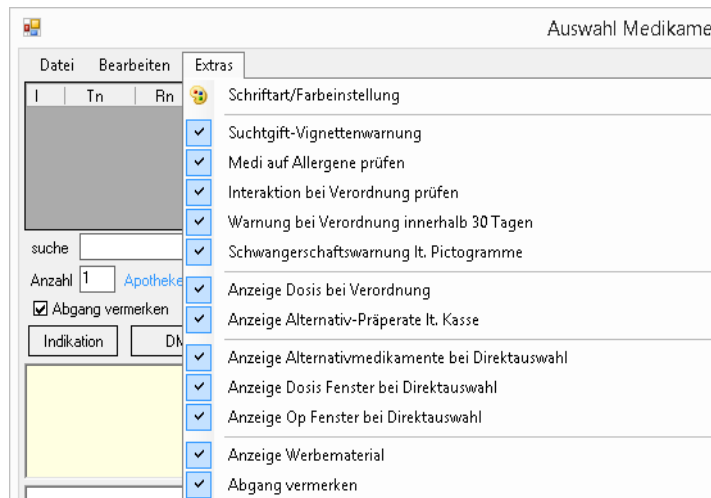 Auswahl Medikame
Datei Bearbeiten Extras
I Tn Rn
Schriftart/Farbeinstellung
Suchtgift-Vignettenwarnung
Medi auf Allergene prüfen
Interaktion bei Verordnung prüfen
Warnung bei Verordnung innerhalb 30 Tagen
suche
Schwangerschaftswarnung lt. Pictogramme
Anzahl 1 Apotheke
Anzeige Dosis bei Verordnung
Abgang vermerken
Anzeige Alternativ-Präperate lt. Kasse
Indikation DM
Anzeige Alternativmedikamente bei Direktauswahl
Anzeige Dosis Fenster bei Direktauswahl
Anzeige Op Fenster bei Direktauswahl
Anzeige Werbematerial
Abgang vermerken